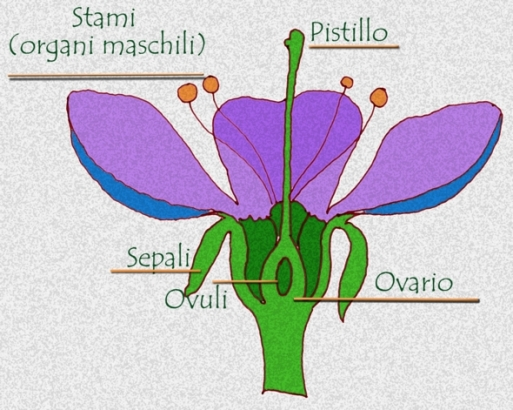 Stami
(organi maschili)
Pistillo
Sepali
Ovuli
Ovario